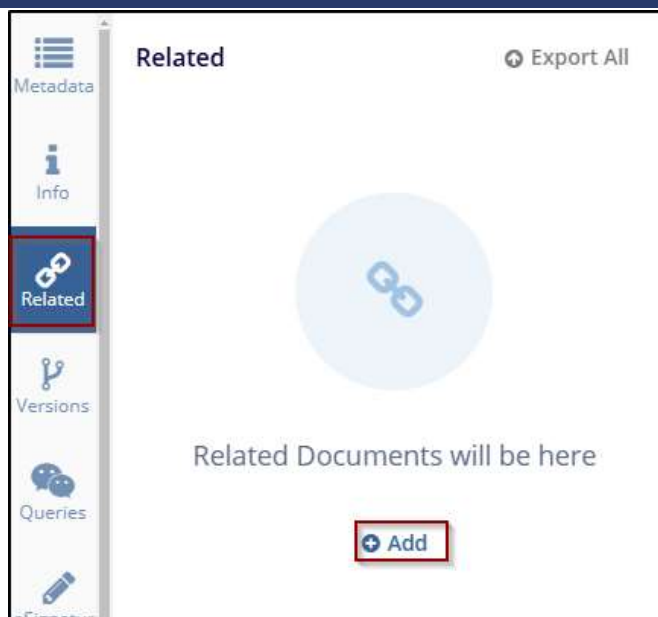 Metadata
Info
Related
Versions
Queries
Related
Export All
Related Documents will be here
Add